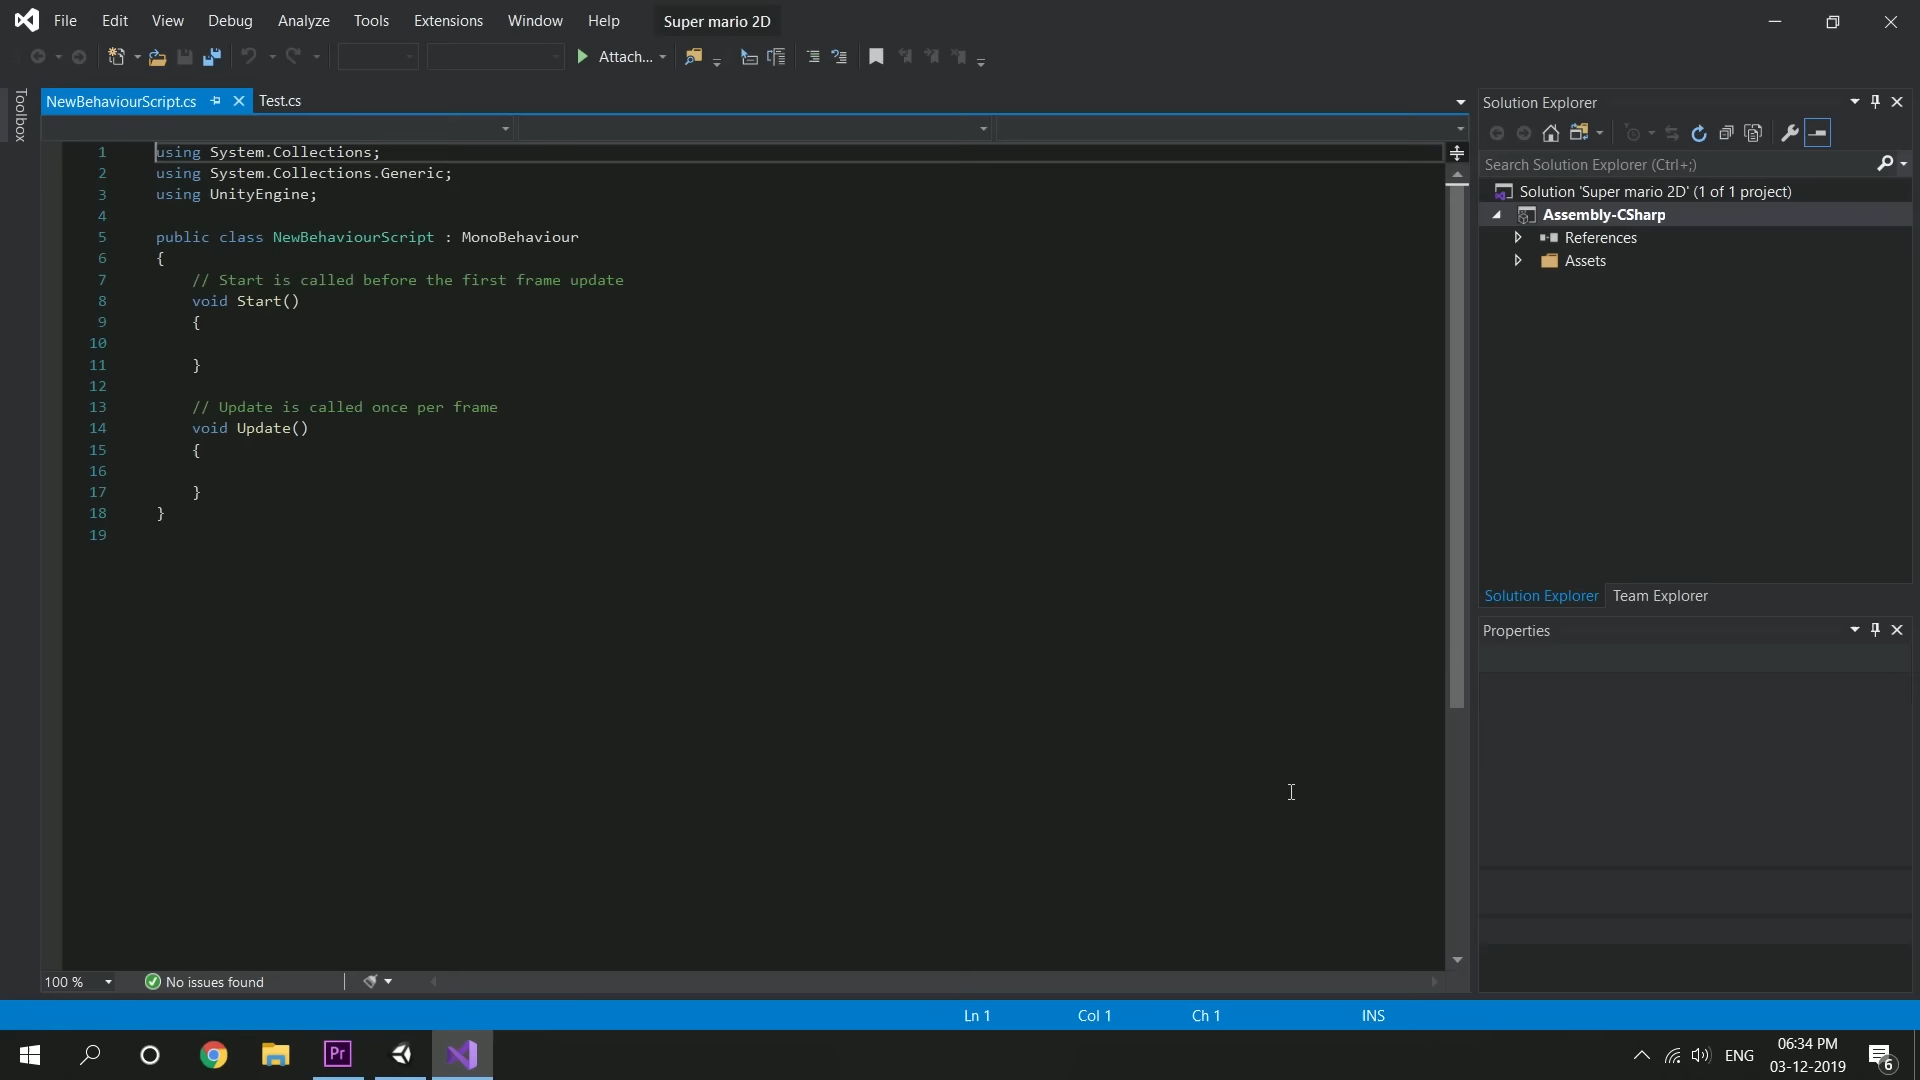 File Edit View Debug Analyze Tools Extensions Window Help Super mario 2D
Attach...
Toolbox
NewBehaviourScript.cs Test.cs
1 using System.Collections;
2 using System.Collections.Generic;
3 using UnityEngine;
4
5 public class NewBehaviourScript : MonoBehaviour
6 {
7 // Start is called before the first frame update
8 void Start()
9 {
10
11 }
12
13 // Update is called once per frame
14 void Update()
15 {
16
17 }
18 }
19
100 % No issues found
Solution Explorer
Search Solution Explorer (Ctrl+;)
Solution 'Super mario 2D' (1 of 1 project)
Assembly-CSharp
References
Assets
Solution Explorer Team Explorer
Properties
Ln 1 Col 1 Ch 1 INS
Pr
ENG
06:34 PM
03-12-2019
6